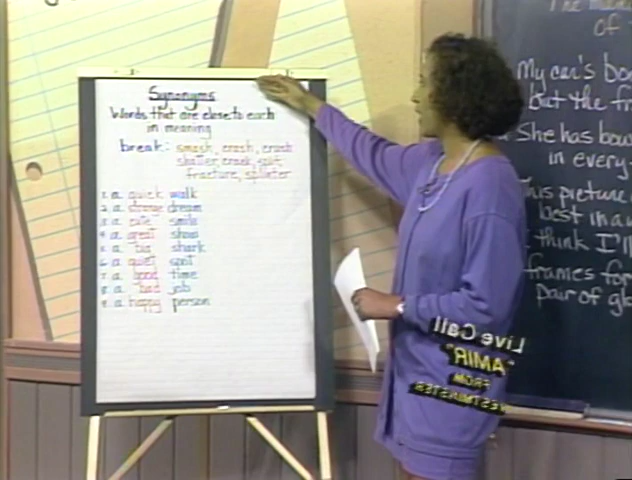 Synonyms
Words that are close to each
in meaning
break: smash, crash, crush
shatter, crack, split,
fracture, splinter
1. a quick walk
2. a strange dream
3. a cute smile
4. a great show
5. a big shark
6. a quiet spot
7. a good time
8. a bad job
9. a happy person
of
My car's bo
but the fr
She has bou
in every
This picture
best in a w
I think I'll
frames for
pair of gla
Live Call
"AMIR"
FROM
WESTMINSTER